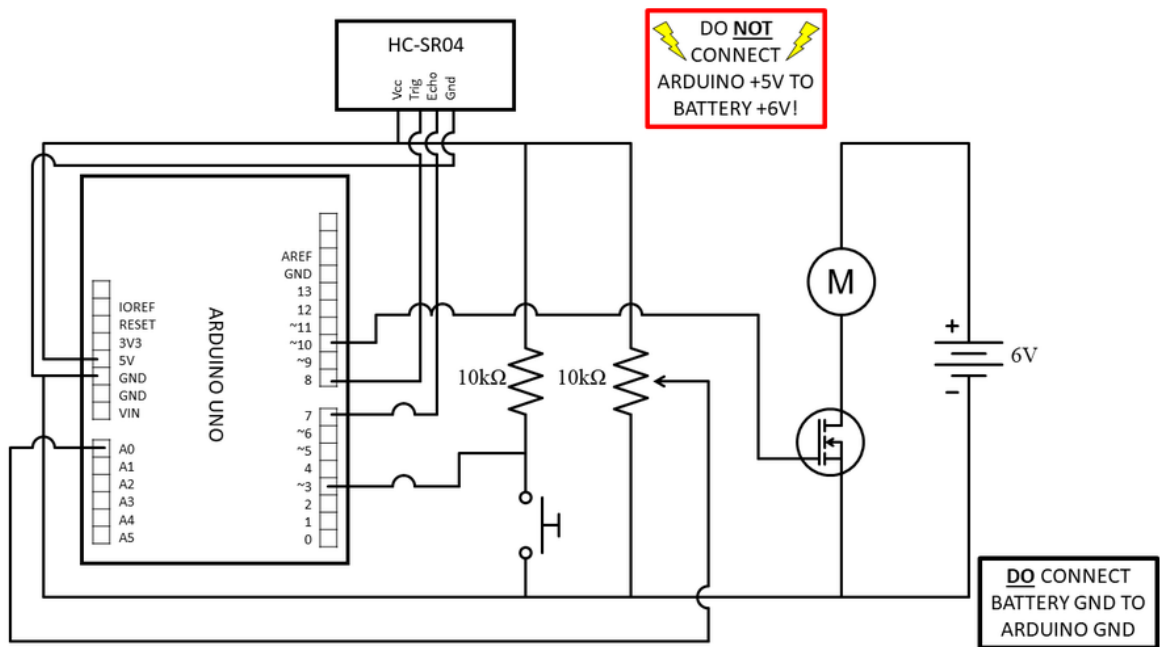 HC-SR04
Vcc
Trig
Echo
Gnd
DO NOT
CONNECT
ARDUINO +5V TO
BATTERY +6V!
ARDUINO UNO
IOREF
RESET
3V3
5V
GND
GND
VIN
A0
A1
A2
A3
A4
A5
AREF
GND
13
12
~11
~10
~9
8
7
~6
~5
4
~3
2
1
0
10kΩ
10kΩ
M
+
6V
−
DO CONNECT
BATTERY GND TO
ARDUINO GND